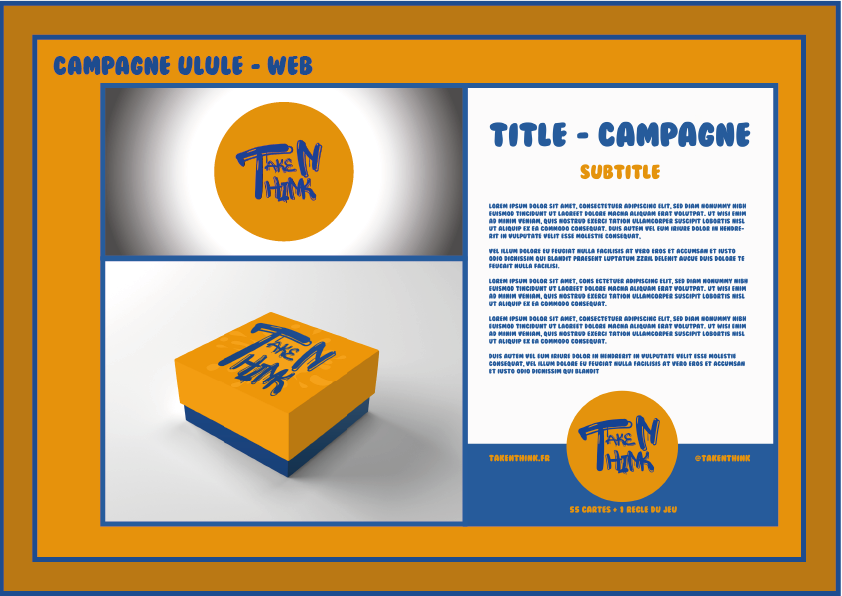 CAMPAGNE ULULE - WEB
TAKE N
THINK
TAKE N
THINK
TITLE - CAMPAGNE
SUBTITLE
LOREM IPSUM DOLOR SIT AMET, CONSECTETUER ADIPISCING ELIT, SED DIAM NONUMMY NIBH
EUISMOD TINCIDUNT UT LAOREET DOLORE MAGNA ALIQUAM ERAT VOLUTPAT. UT WISI ENIM
AD MINIM VENIAM, QUIS NOSTRUD EXERCI TATION ULLAMCORPER SUSCIPIT LOBORTIS NISL
UT ALIQUIP EX EA COMMODO CONSEQUAT. DUIS AUTEM VEL EUM IRIURE DOLOR IN HENDRE-
RIT IN VULPUTATE VELIT ESSE MOLESTIE CONSEQUAT,
VEL ILLUM DOLORE EU FEUGIAT NULLA FACILISIS AT VERO EROS ET ACCUMSAN ET IUSTO
ODIO DIGNISSIM QUI BLANDIT PRAESENT LUPTATUM ZZRIL DELENIT AUGUE DUIS DOLORE TE
FEUGAIT NULLA FACILISI.
LOREM IPSUM DOLOR SIT AMET, CONS ECTETUER ADIPISCING ELIT, SED DIAM NONUMMY NIBH
EUISMOD TINCIDUNT UT LAOREET DOLORE MAGNA ALIQUAM ERAT VOLUTPAT. UT WISI ENIM
AD MINIM VENIAM, QUIS NOSTRUD EXERCI TATION ULLAMCORPER SUSCIPIT LOBORTIS NISL
UT ALIQUIP EX EA COMMODO CONSEQUAT.
LOREM IPSUM DOLOR SIT AMET, CONSECTETUER ADIPISCING ELIT, SED DIAM NONUMMY NIBH
EUISMOD TINCIDUNT UT LAOREET DOLORE MAGNA ALIQUAM ERAT VOLUTPAT. UT WISI ENIM
AD MINIM VENIAM, QUIS NOSTRUD EXERCI TATION ULLAMCORPER SUSCIPIT LOBORTIS NISL
UT ALIQUIP EX EA COMMODO CONSEQUAT.
DUIS AUTEM VEL EUM IRIURE DOLOR IN HENDRERIT IN VULPUTATE VELIT ESSE MOLESTIE
CONSEQUAT, VEL ILLUM DOLORE EU FEUGIAT NULLA FACILISIS AT VERO EROS ET ACCUMSAN
ET IUSTO ODIO DIGNISSIM QUI BLANDIT
TAKE N
THINK
TAKENTHINK.FR
@TAKENTHINK
55 CARTES + 1 REGLE DU JEU